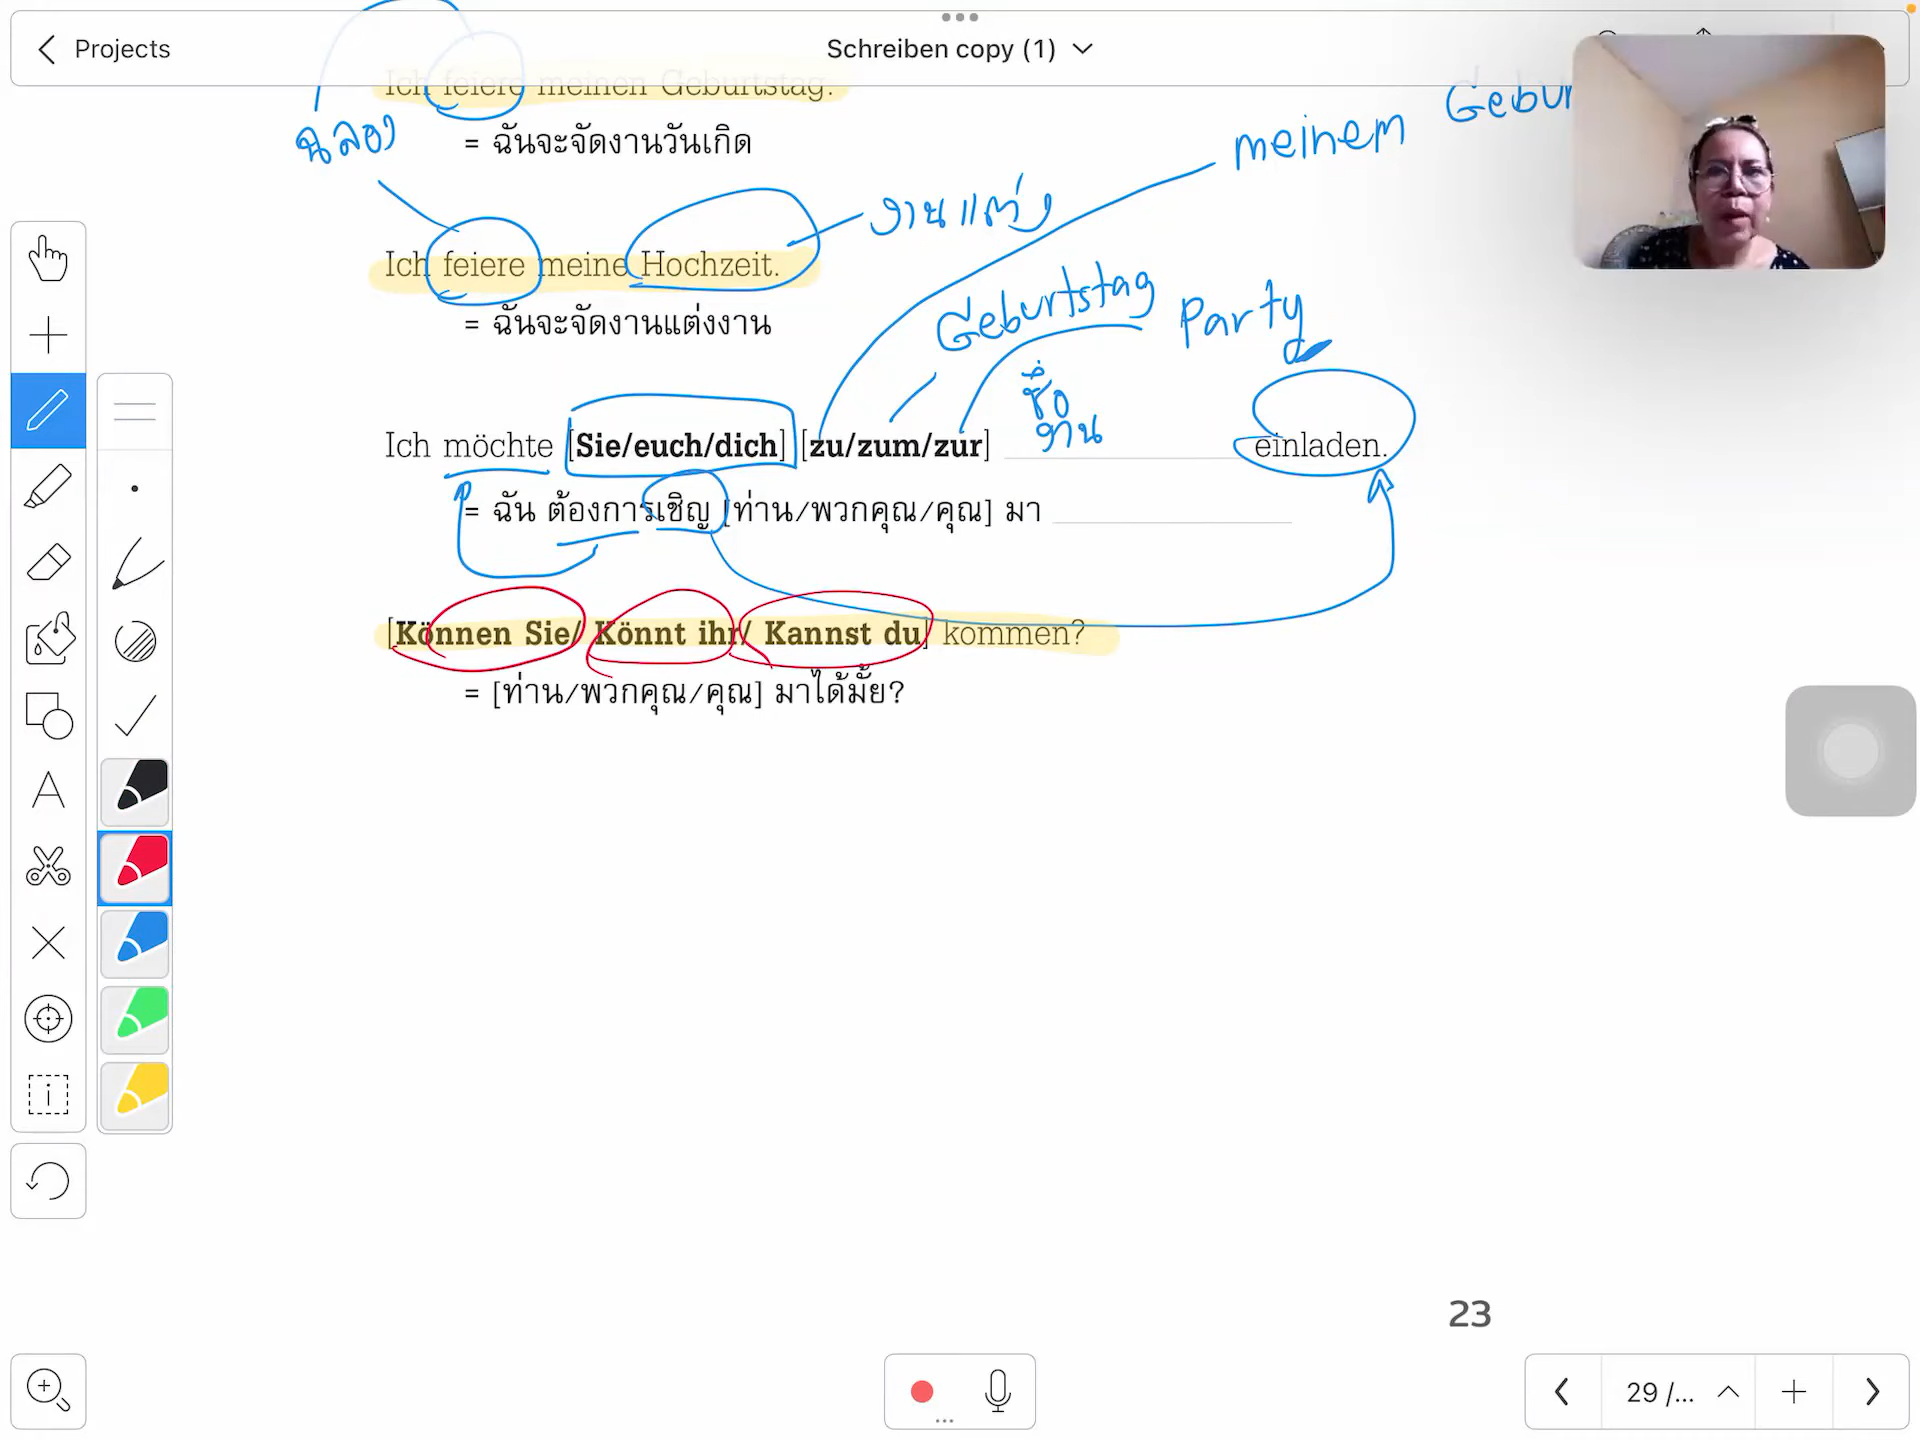 Projects
Schreiben copy (1)
Ich feiere meinen Geburtstag.
ฉลอง
= ฉันจะจัดงานวันเกิด
meinem Gebur
งานแต่ง
Ich feiere meine Hochzeit.
= ฉันจะจัดงานแต่งงาน
Geburtstag Party
ชื่อ
งาน
Ich möchte [Sie/euch/dich] [zu/zum/zur] einladen.
= ฉัน ต้องการเชิญ [ท่าน/พวกคุณ/คุณ] มา
[Können Sie/ Könnt ihr/ Kannst du] kommen?
= [ท่าน/พวกคุณ/คุณ] มาได้มั้ย?
23
29 /...